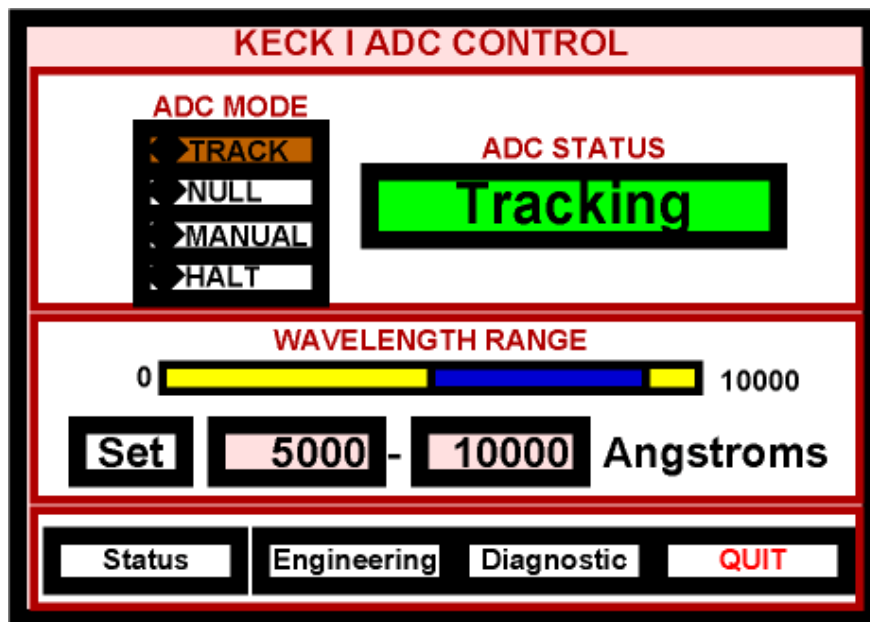 KECK I ADC CONTROL
ADC MODE
TRACK
NULL
MANUAL
HALT
ADC STATUS
Tracking
WAVELENGTH RANGE
0 10000
Set 5000 - 10000 Angstroms
Status Engineering Diagnostic QUIT